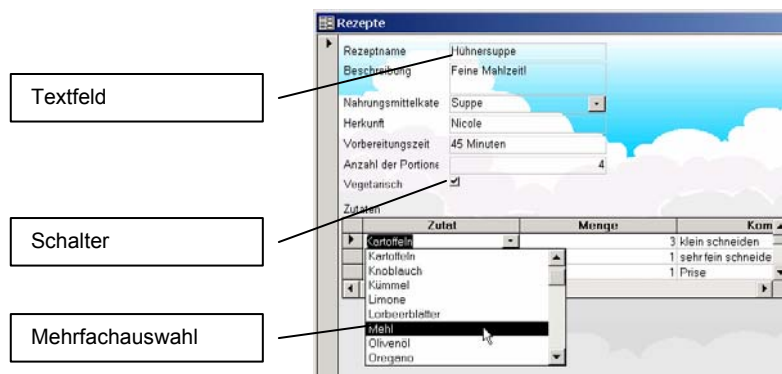 Rezepte
Rezeptname Hühnersuppe
Beschreibung Feine Mahlzeit!
Textfeld
Nahrungsmittelkate Suppe
Herkunft Nicole
Vorbereitungszeit 45 Minuten
Anzahl der Portione 4
Vegetarisch
Zutaten
Zutat Menge Kom
Schalter
Kartoffeln 3 klein schneiden
Kartoffeln 1 sehr fein schneide
Knoblauch 1 Prise
Kümmel
Limone
Lorbeerblätter
Mehrfachauswahl
Mehl
Olivenöl
Oregano